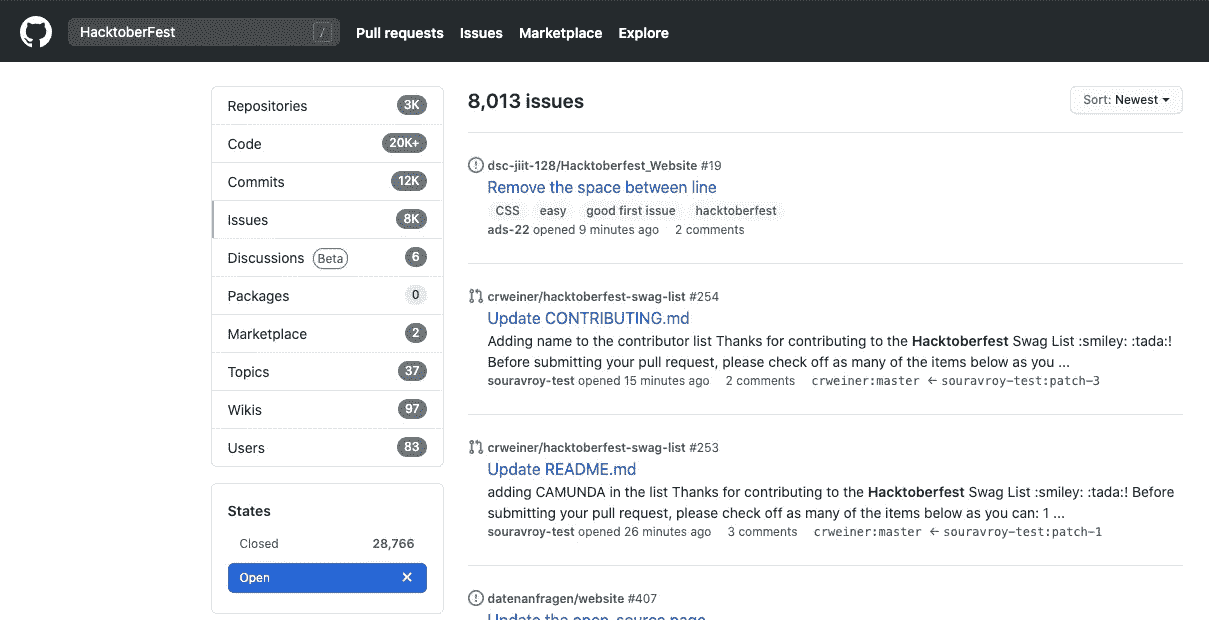 HacktoberFest /
Pull requests Issues Marketplace Explore
Repositories 3K
Code 20K+
Commits 12K
Issues 8K
Discussions Beta 6
Packages 0
Marketplace 2
Topics 37
Wikis 97
Users 83
States
Closed 28,766
Open ✕
8,013 issues
Sort: Newest
dsc-jiit-128/Hacktoberfest_Website #19
Remove the space between line
CSS easy good first issue hacktoberfest
ads-22 opened 9 minutes ago 2 comments
crweiner/hacktoberfest-swag-list #254
Update CONTRIBUTING.md
Adding name to the contributor list Thanks for contributing to the Hacktoberfest Swag List :smiley: :tada:!
Before submitting your pull request, please check off as many of the items below as you ...
souravroy-test opened 15 minutes ago 2 comments crweiner:master ← souravroy-test:patch-3
crweiner/hacktoberfest-swag-list #253
Update README.md
adding CAMUNDA in the list Thanks for contributing to the Hacktoberfest Swag List :smiley: :tada:! Before
submitting your pull request, please check off as many of the items below as you can: 1 ...
souravroy-test opened 26 minutes ago 3 comments crweiner:master ← souravroy-test:patch-1
datenanfragen/website #407
Update the open-source page